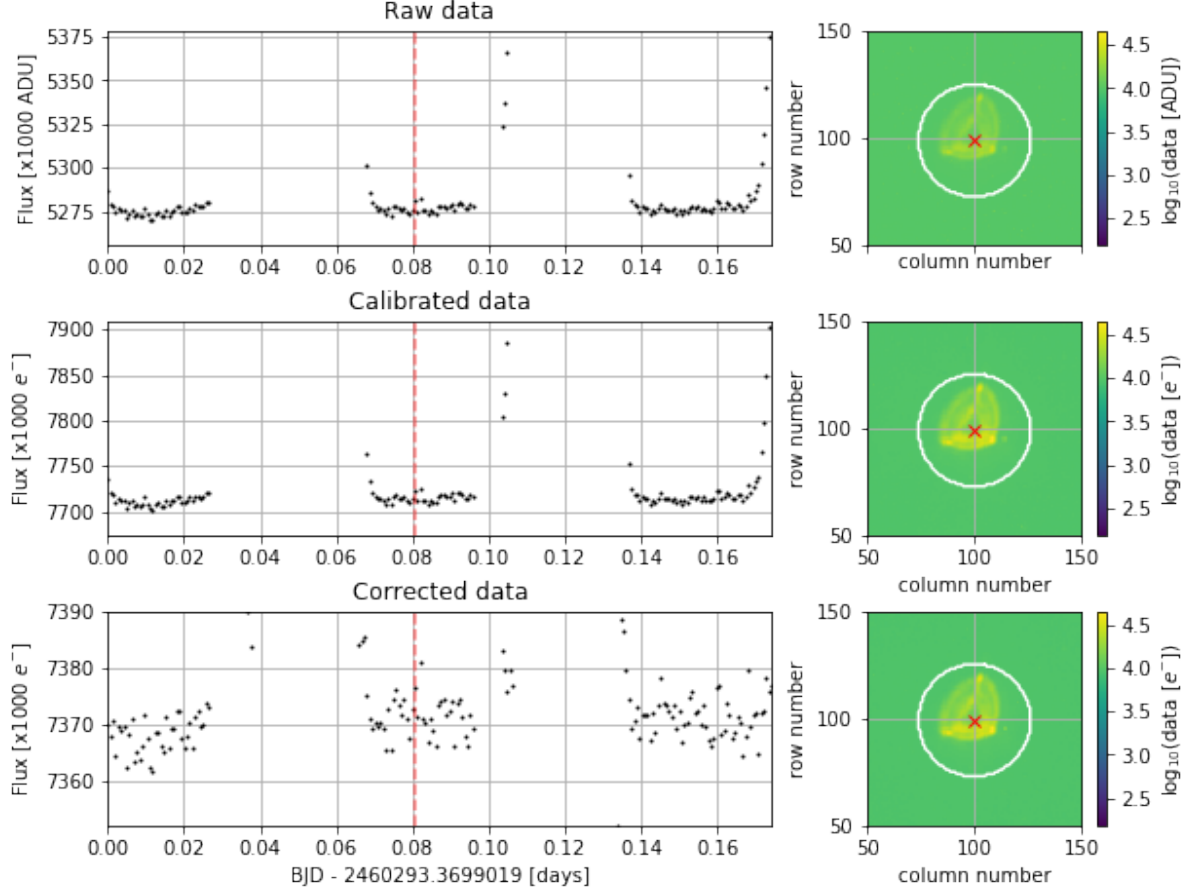 Raw data
5375
5350
5325
5300
5275
Flux [x1000 ADU]
0.00 0.02 0.04 0.06 0.08 0.10 0.12 0.14 0.16
150
100
50
row number
column number
4.5
4.0
3.5
3.0
2.5
log₁₀(data [ADU])
Calibrated data
7900
7850
7800
7750
7700
Flux [x1000 e⁻]
0.00 0.02 0.04 0.06 0.08 0.10 0.12 0.14 0.16
150
100
50
row number
50 100 150
column number
4.5
4.0
3.5
3.0
2.5
log₁₀(data [e⁻])
Corrected data
7390
7380
7370
7360
Flux [x1000 e⁻]
0.00 0.02 0.04 0.06 0.08 0.10 0.12 0.14 0.16
BJD - 2460293.3699019 [days]
150
100
50
row number
50 100 150
column number
4.5
4.0
3.5
3.0
2.5
log₁₀(data [e⁻])